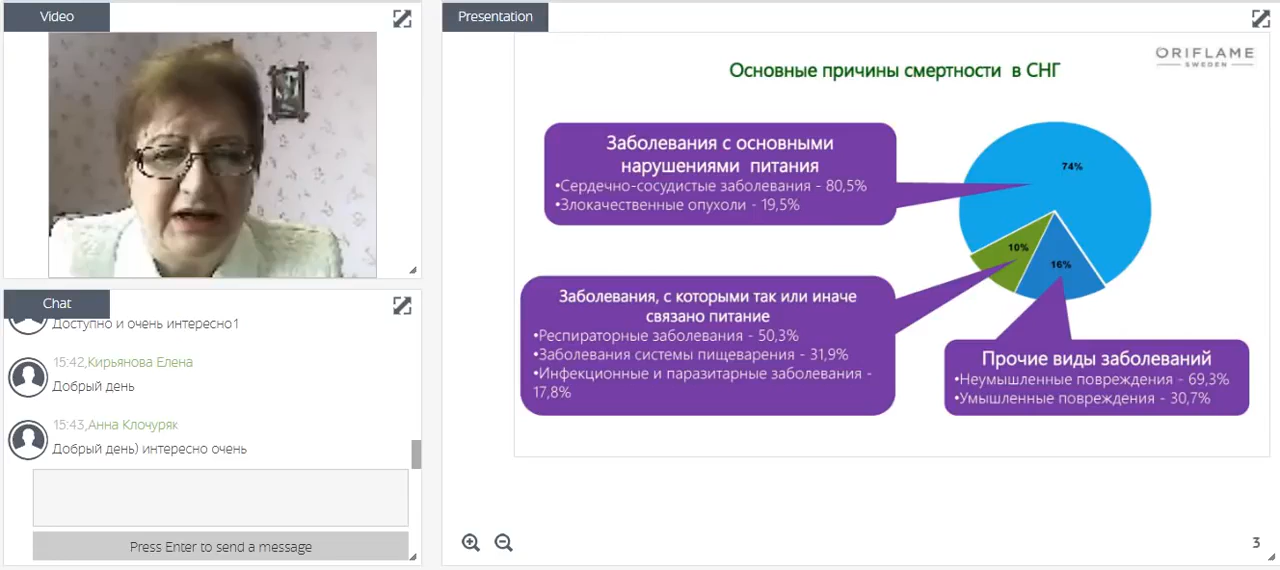 Video
Chat
Доступно и очень интересно1
15:42,Кирьянова Елена
Добрый день
15:43,Анна Клочуряк
Добрый день) интересно очень
Press Enter to send a message
Presentation
ORIFLAME
SWEDEN
Основные причины смертности в СНГ
Заболевания с основными
нарушениями питания
•Сердечно-сосудистые заболевания - 80,5%
•Злокачественные опухоли - 19,5%
74%
10%
16%
Заболевания, с которыми так или иначе
связано питание
•Респираторные заболевания - 50,3%
•Заболевания системы пищеварения - 31,9%
•Инфекционные и паразитарные заболевания -
17,8%
Прочие виды заболеваний
•Неумышленные повреждения - 69,3%
•Умышленные повреждения - 30,7%
3